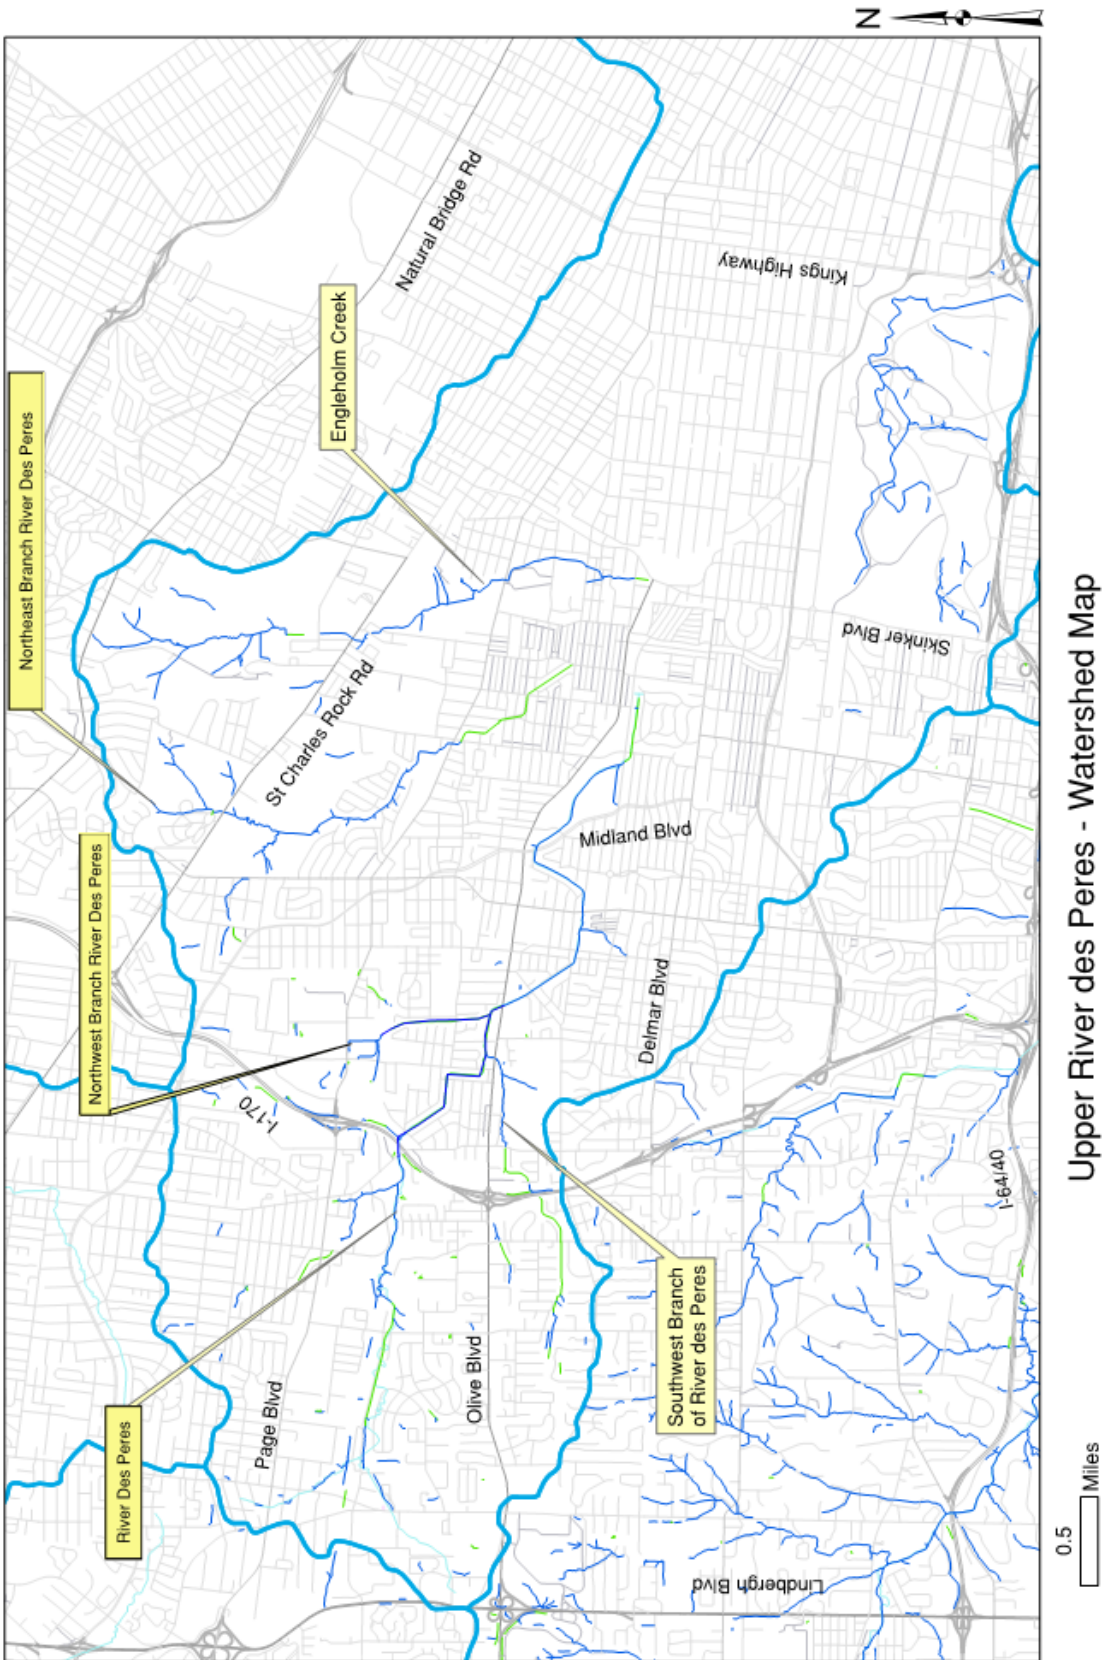 N
Northeast Branch River Des Peres
Engleholm Creek
Natural Bridge Rd
Kings Highway
Northwest Branch River Des Peres
St Charles Rock Rd
Skinker Blvd
Midland Blvd
Delmar Blvd
I-170
River Des Peres
Page Blvd
Olive Blvd
Southwest Branch
of River des Peres
I-64/40
Lindbergh Blvd
0.5
Miles
Upper River des Peres - Watershed Map